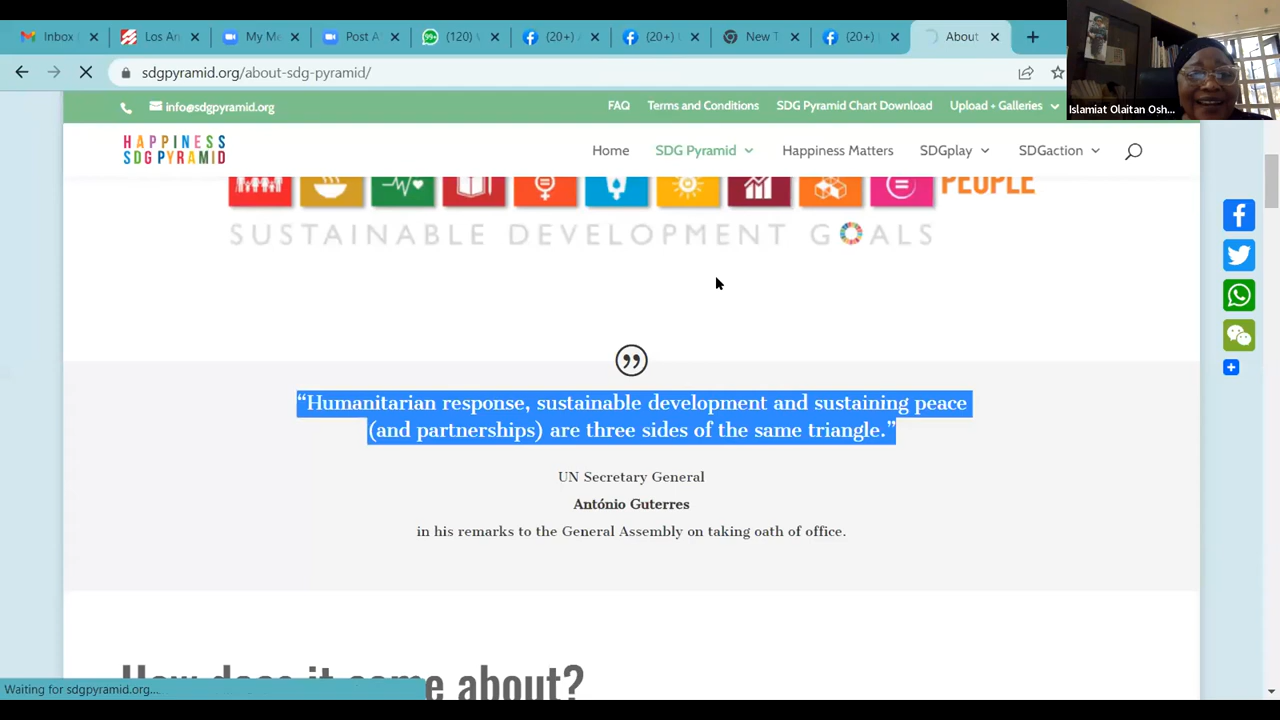 Inbox
Los An
My Me
Post A
(120)
(20+)
(20+)
New T
(20+)
About
sdgpyramid.org/about-sdg-pyramid/
Islamiat Olaitan Osh...
info@sdgpyramid.org
FAQ
Terms and Conditions
SDG Pyramid Chart Download
Upload + Galleries
HAPPINESS
SDG PYRAMID
Home
SDG Pyramid
Happiness Matters
SDGplay
SDGaction
PEOPLE
SUSTAINABLE DEVELOPMENT GOALS
“Humanitarian response, sustainable development and sustaining peace
(and partnerships) are three sides of the same triangle.”
UN Secretary General
António Guterres
in his remarks to the General Assembly on taking oath of office.
How does it come about?
Waiting for sdgpyramid.org...